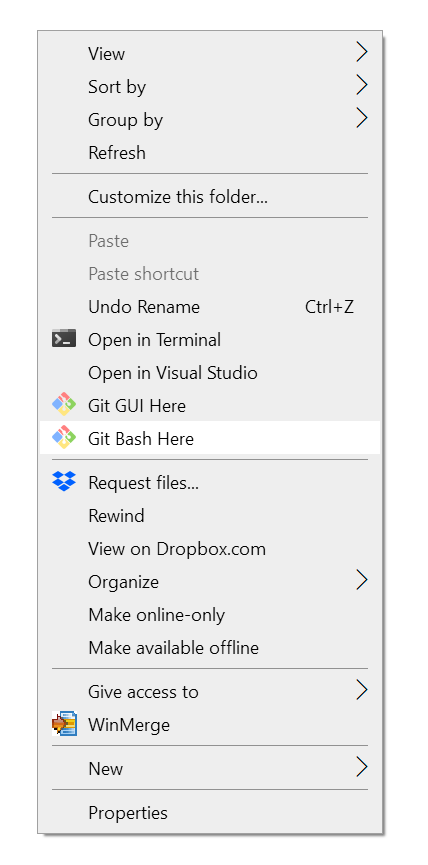 View
Sort by
Group by
Refresh
Customize this folder...
Paste
Paste shortcut
Undo Rename Ctrl+Z
Open in Terminal
Open in Visual Studio
Git GUI Here
Git Bash Here
Request files...
Rewind
View on Dropbox.com
Organize
Make online-only
Make available offline
Give access to
WinMerge
New
Properties